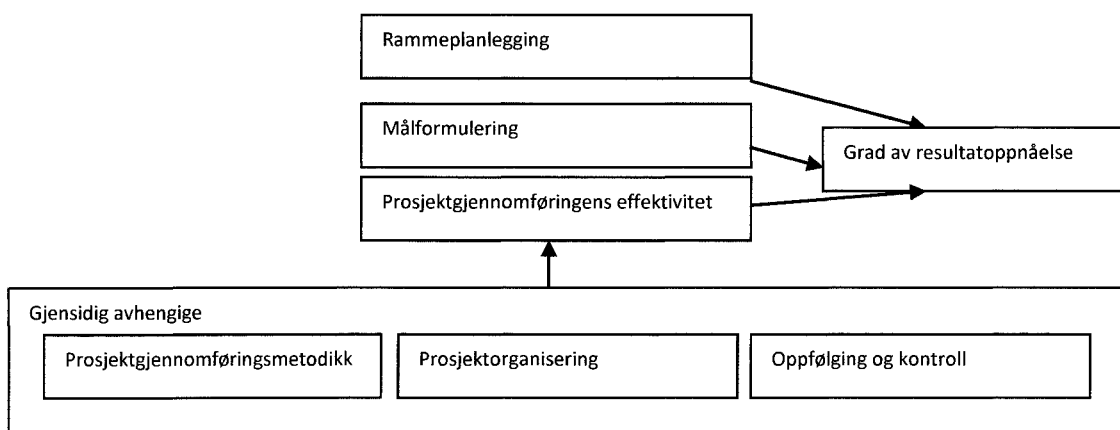 Rammeplanlegging
Målformulering
Grad av resultatoppnåelse
Prosjektgjennomføringens effektivitet
Gjensidig avhengige
Prosjektgjennomføringsmetodikk
Prosjektorganisering
Oppfølging og kontroll